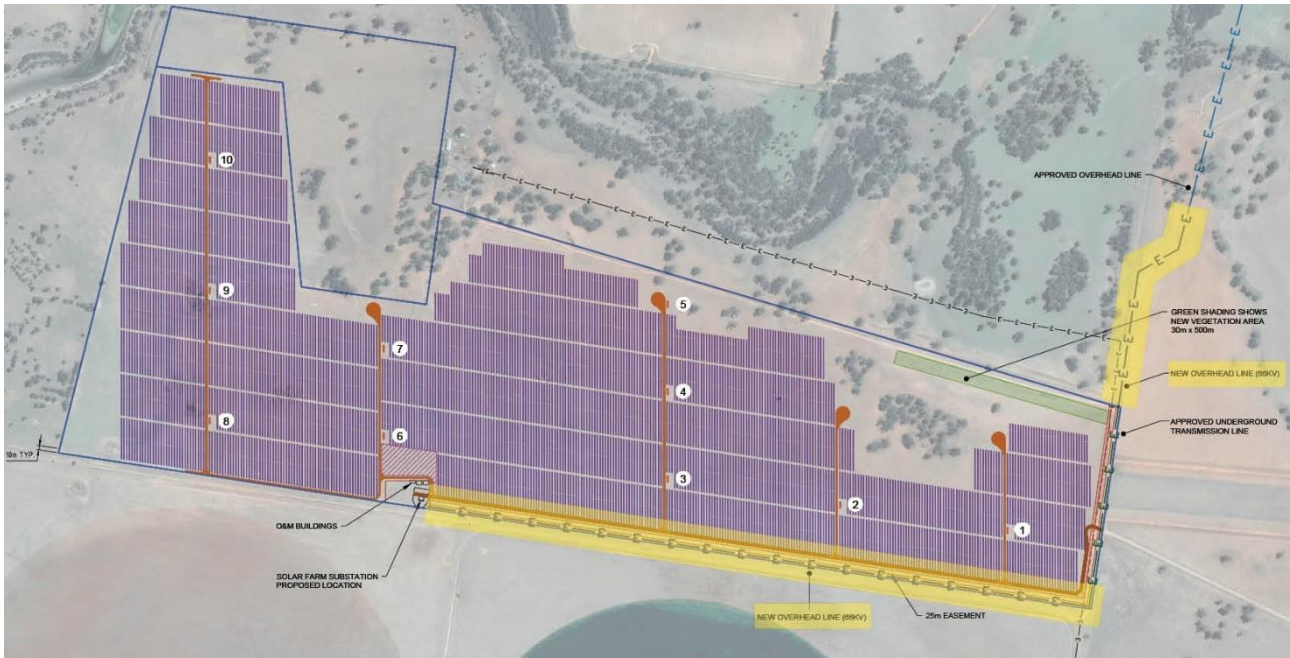 10
APPROVED OVERHEAD LINE
9
5
GREEN SHADING SHOWS
NEW VEGETATION AREA
30m x 500m
7
NEW OVERHEAD LINE (66KV)
4
8
6
APPROVED UNDERGROUND
TRANSMISSION LINE
10m TYP.
3
2
1
O&M BUILDINGS
SOLAR FARM SUBSTATION
PROPOSED LOCATION
NEW OVERHEAD LINE (66KV)
25m EASEMENT